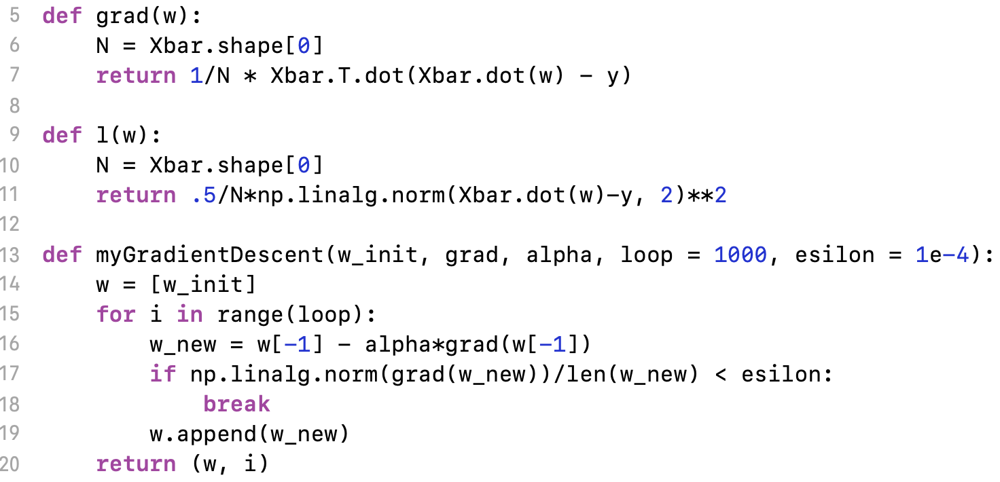 5 def grad(w):
6     N = Xbar.shape[0]
7     return 1/N * Xbar.T.dot(Xbar.dot(w) - y)
8
9 def l(w):
10     N = Xbar.shape[0]
11     return .5/N*np.linalg.norm(Xbar.dot(w)-y, 2)**2
12
13 def myGradientDescent(w_init, grad, alpha, loop = 1000, esilon = 1e-4):
14     w = [w_init]
15     for i in range(loop):
16         w_new = w[-1] - alpha*grad(w[-1])
17         if np.linalg.norm(grad(w_new))/len(w_new) < esilon:
18             break
19         w.append(w_new)
20     return (w, i)